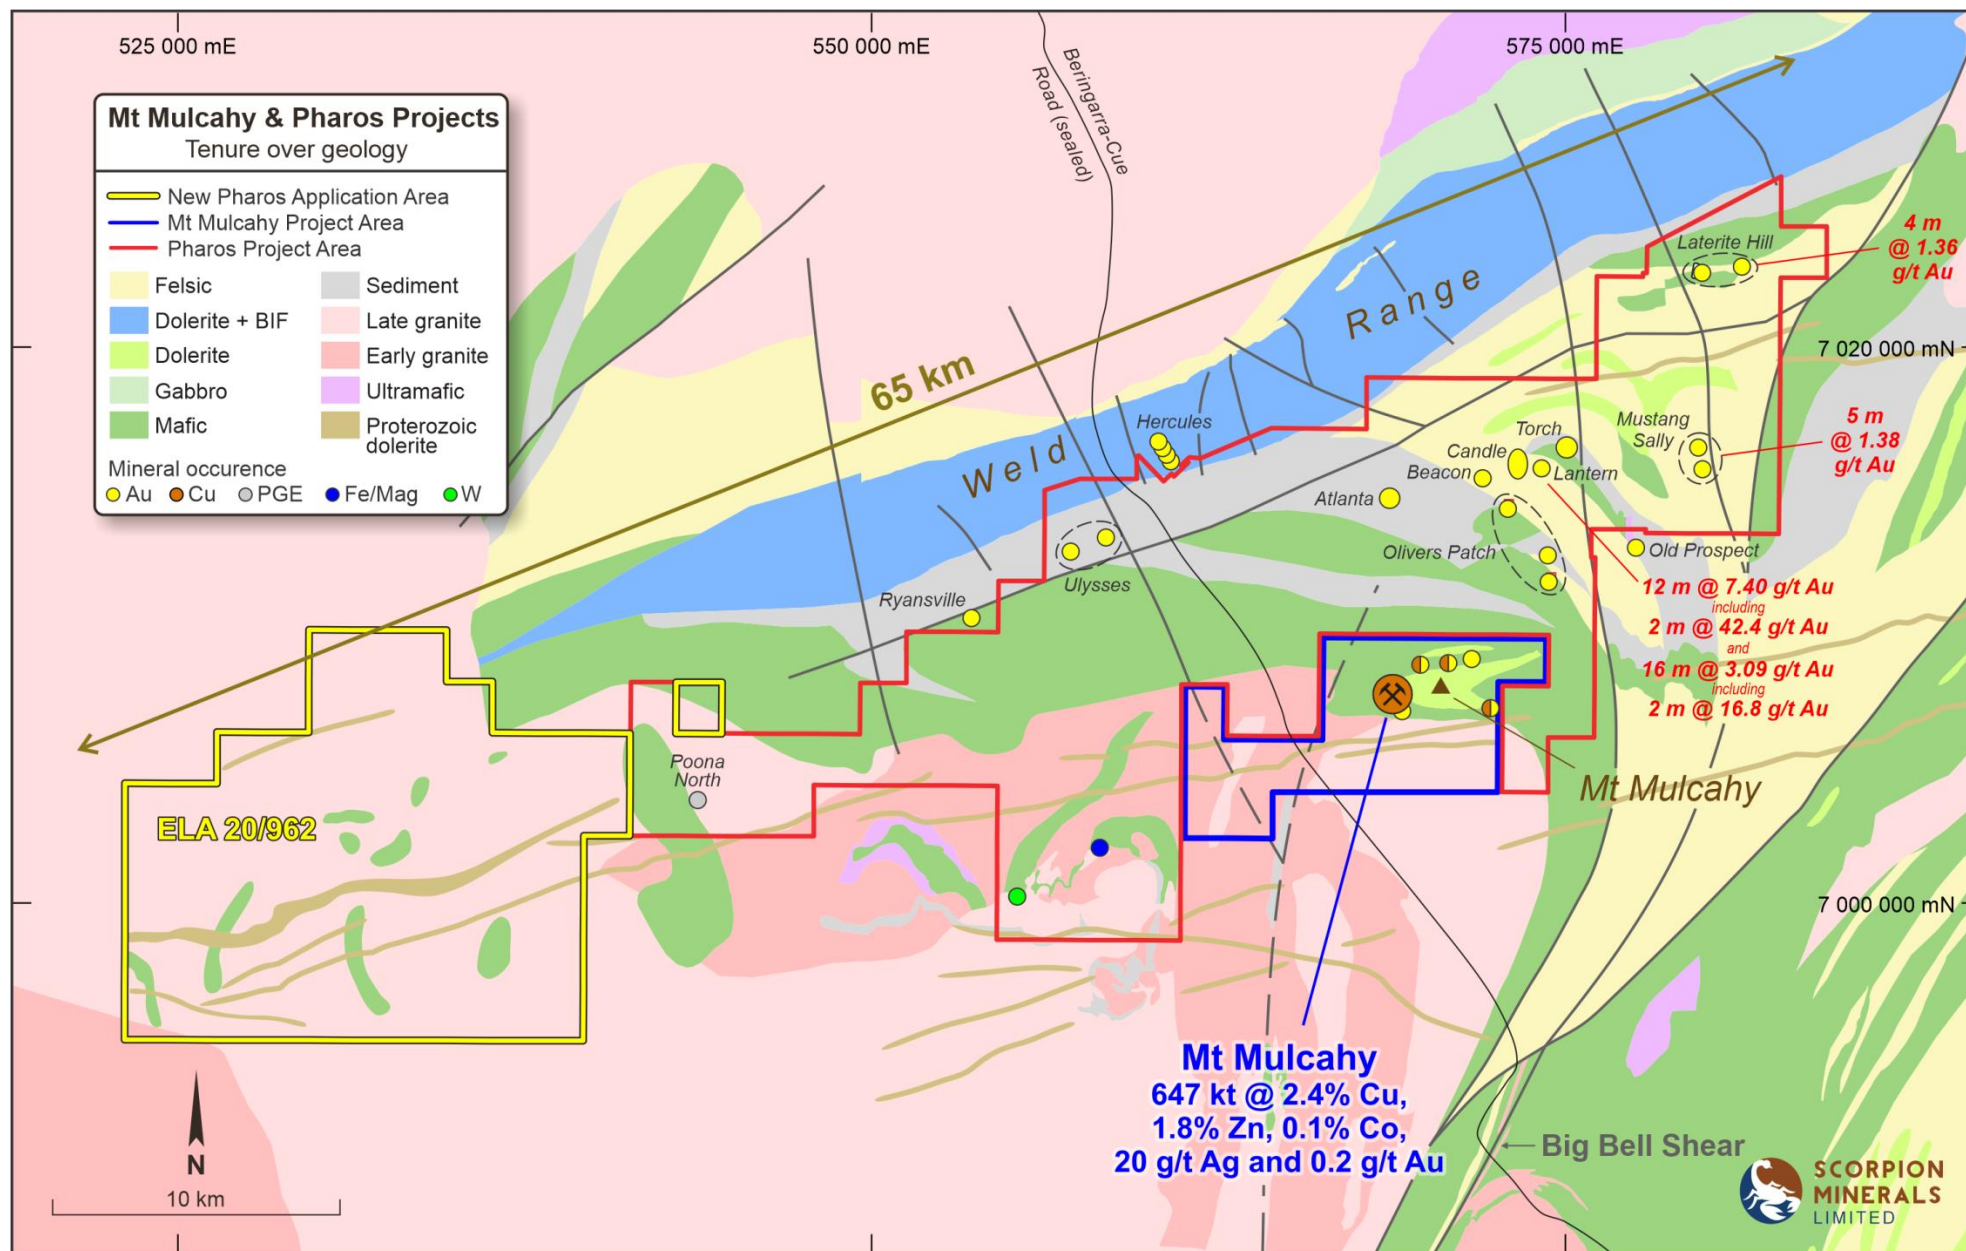 525 000 mE
550 000 mE
575 000 mE
Beringarra-Cue
Road (sealed)
Mt Mulcahy & Pharos Projects
Tenure over geology
New Pharos Application Area
Mt Mulcahy Project Area
Pharos Project Area
Felsic
Sediment
Dolerite + BIF
Late granite
Dolerite
Early granite
Gabbro
Ultramafic
Mafic
Proterozoic
dolerite
Mineral occurence
Au
Cu
PGE
Fe/Mag
W
Laterite Hill
4 m
@ 1.36
g/t Au
Weld Range
65 km
7 020 000 mN
Hercules
Mustang
Sally
5 m
@ 1.38
g/t Au
Torch
Candle
Beacon
Lantern
Atlanta
Olivers Patch
Old Prospect
Ulysses
Ryansville
12 m @ 7.40 g/t Au
including
2 m @ 42.4 g/t Au
and
16 m @ 3.09 g/t Au
including
2 m @ 16.8 g/t Au
Poona
North
Mt Mulcahy
ELA 20/962
7 000 000 mN
Mt Mulcahy
647 kt @ 2.4% Cu,
1.8% Zn, 0.1% Co,
20 g/t Ag and 0.2 g/t Au
Big Bell Shear
N
10 km
SCORPION
MINERALS
LIMITED